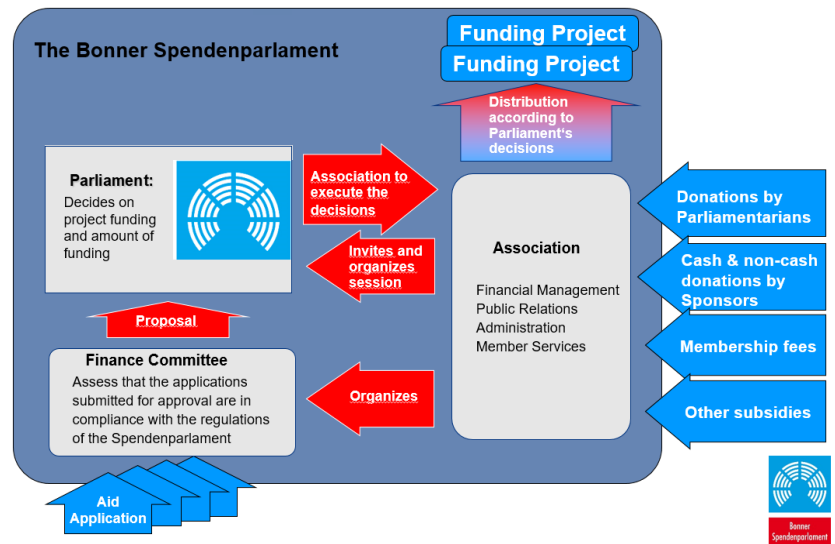 The Bonner Spendenparlament
Funding Project
Funding Project
Distribution
according to
Parliament's
decisions
Parliament:
Decides on
project funding
and amount of
funding
Association to
execute the
decisions
Invites and
organizes
session
Association
Financial Management
Public Relations
Administration
Member Services
Donations by
Parliamentarians
Cash & non-cash
donations by
Sponsors
Membership fees
Other subsidies
Proposal
Finance Committee
Assess that the applications
submitted for approval are in
compliance with the regulations
of the Spendenparlament
Organizes
Aid
Application
Bonner
Spendenparlament